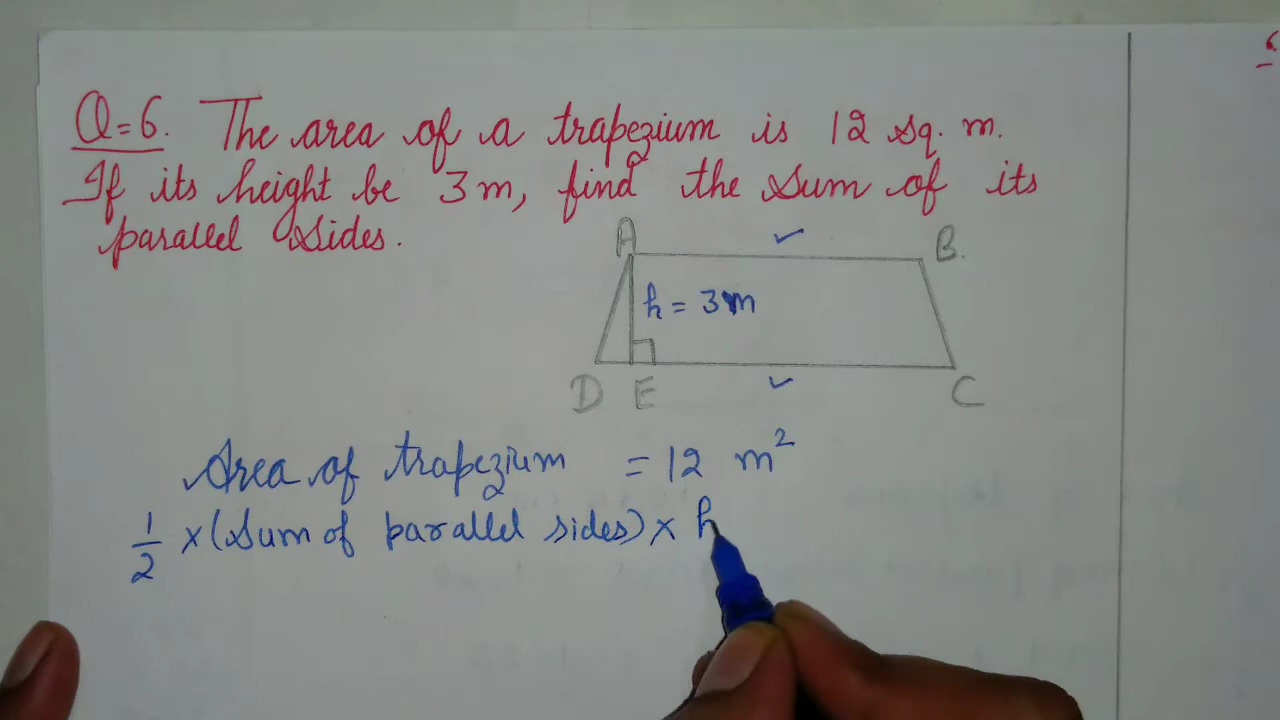 Q=6. The area of a trapezium is 12 sq. m.
If its height be 3m, find the sum of its
parallel sides.
A B.
h = 3m
D E C
Area of trapezium = 12 m²
1/2 × (Sum of parallel sides) × h
6